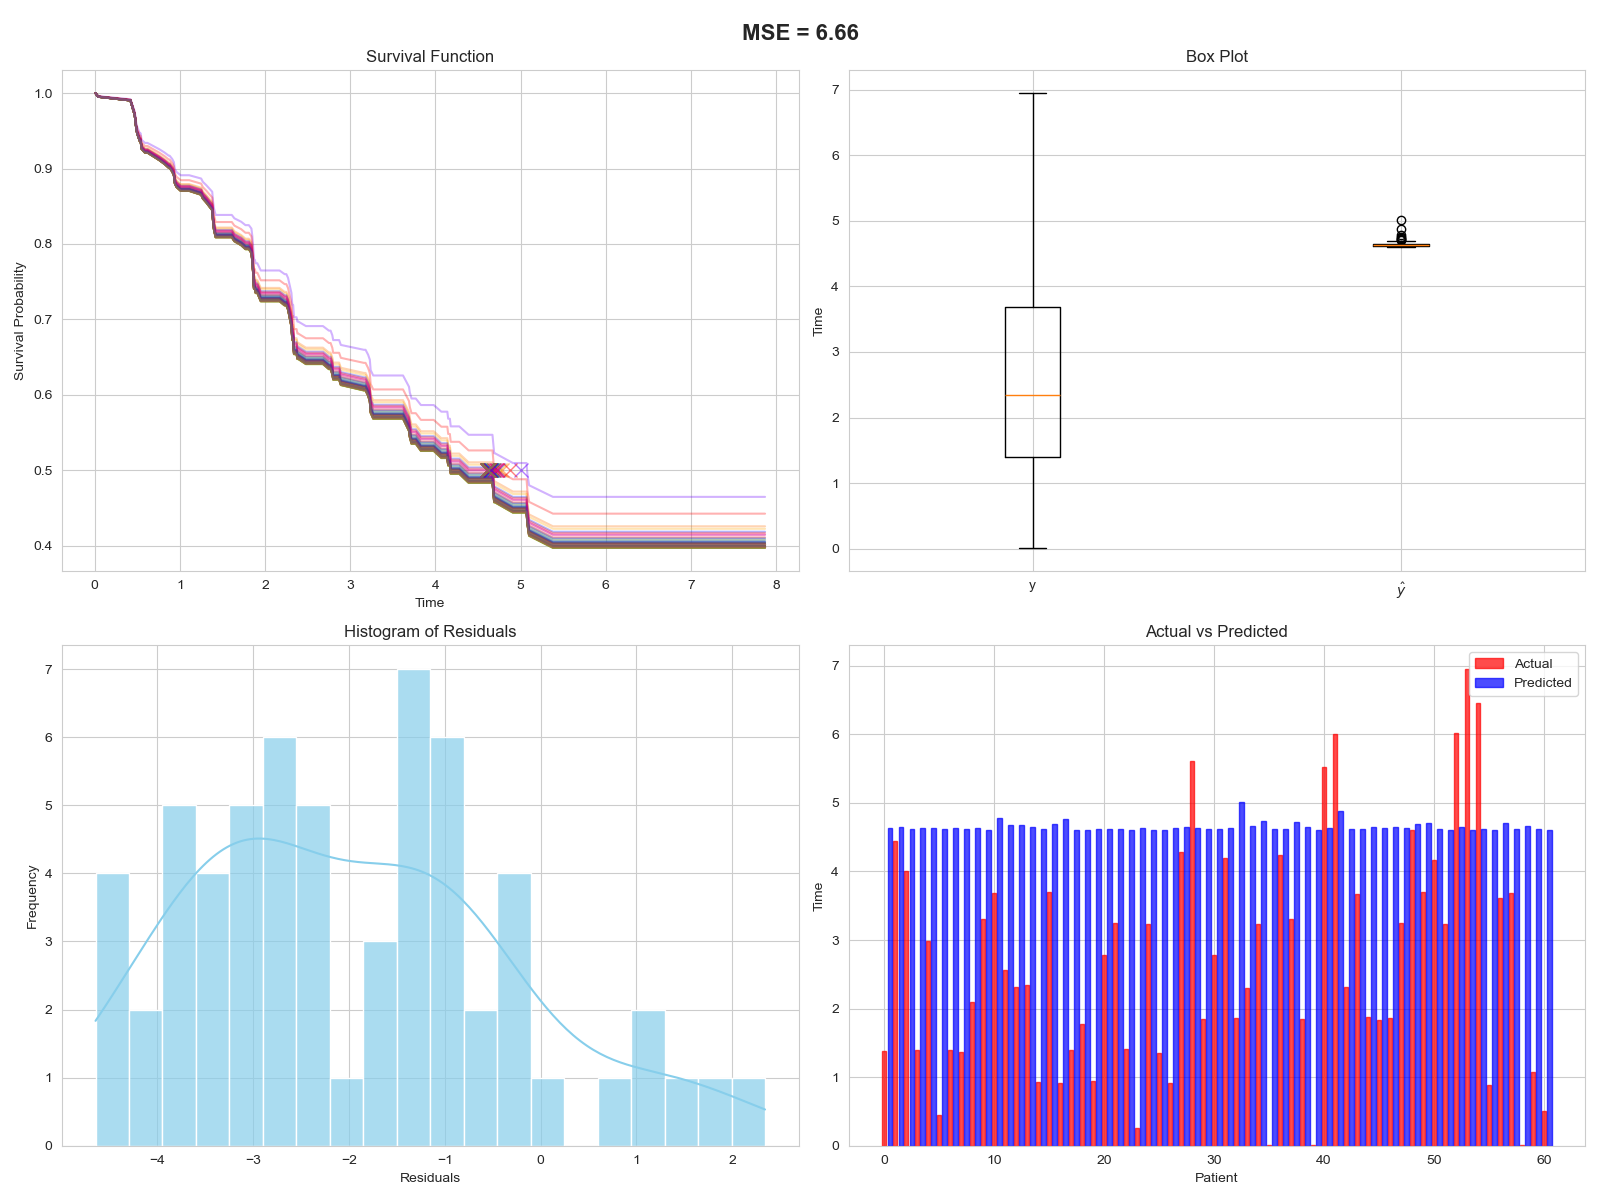 MSE = 6.66
Survival Function
Survival Probability
1.0
0.9
0.8
0.7
0.6
0.5
0.4
0 1 2 3 4 5 6 7 8
Time
Box Plot
Time
7
6
5
4
3
2
1
0
y ŷ
Histogram of Residuals
Frequency
7
6
5
4
3
2
1
0
−4 −3 −2 −1 0 1 2
Residuals
Actual vs Predicted
Actual
Predicted
Time
7
6
5
4
3
2
1
0
0 10 20 30 40 50 60
Patient